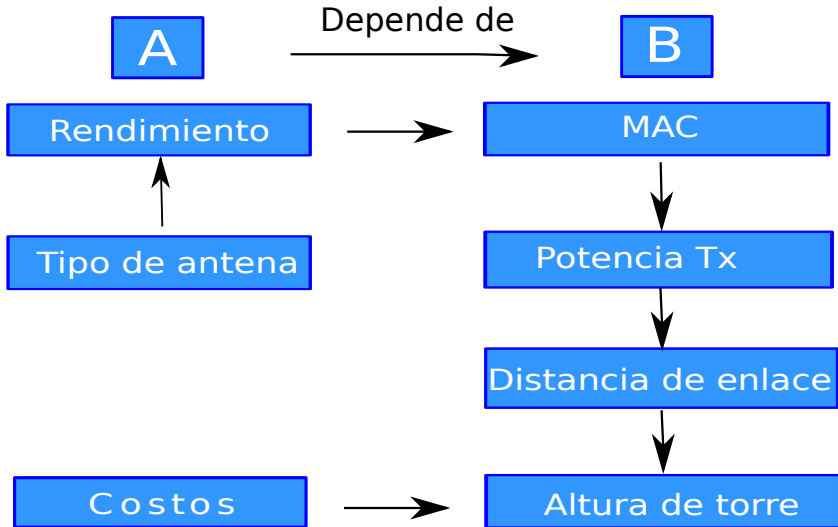 Depende de
A
B
Rendimiento
MAC
Tipo de antena
Potencia Tx
Distancia de enlace
Costos
Altura de torre